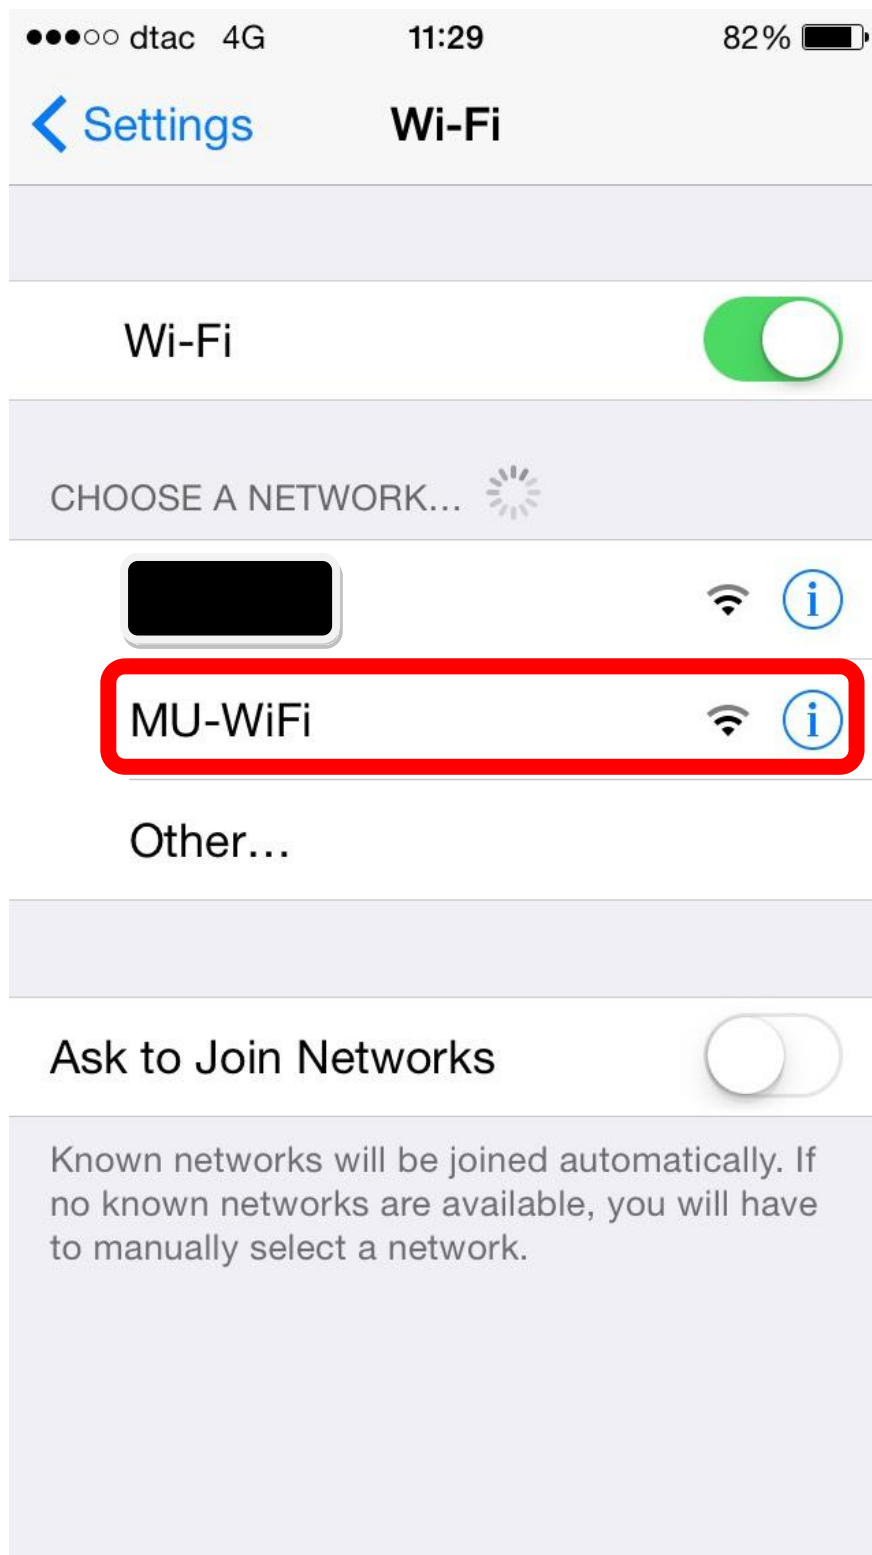 dtac 4G 11:29 82%
Settings Wi-Fi
Wi-Fi
CHOOSE A NETWORK...
MU-WiFi
Other...
Ask to Join Networks
Known networks will be joined automatically. If
no known networks are available, you will have
to manually select a network.